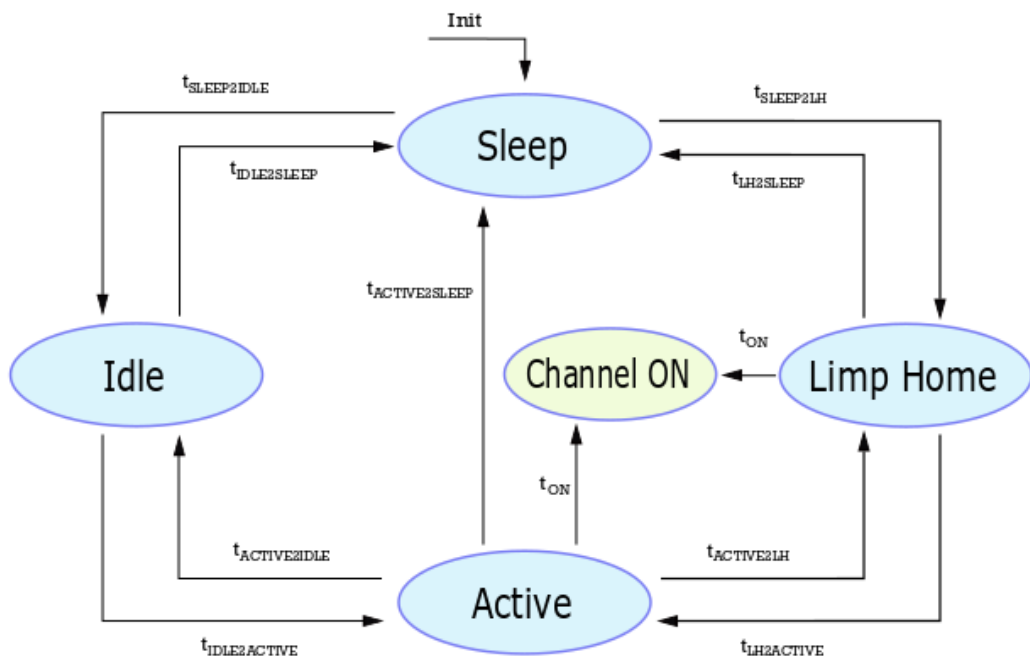 Init
tSLEEP2IDLE
tSLEEP2LH
Sleep
tIDLE2SLEEP
tLH2SLEEP
tACTIVE2SLEEP
tON
Idle
Channel ON
Limp Home
tON
tACTIVE2IDLE
tACTIVE2LH
Active
tIDLE2ACTIVE
tLH2ACTIVE